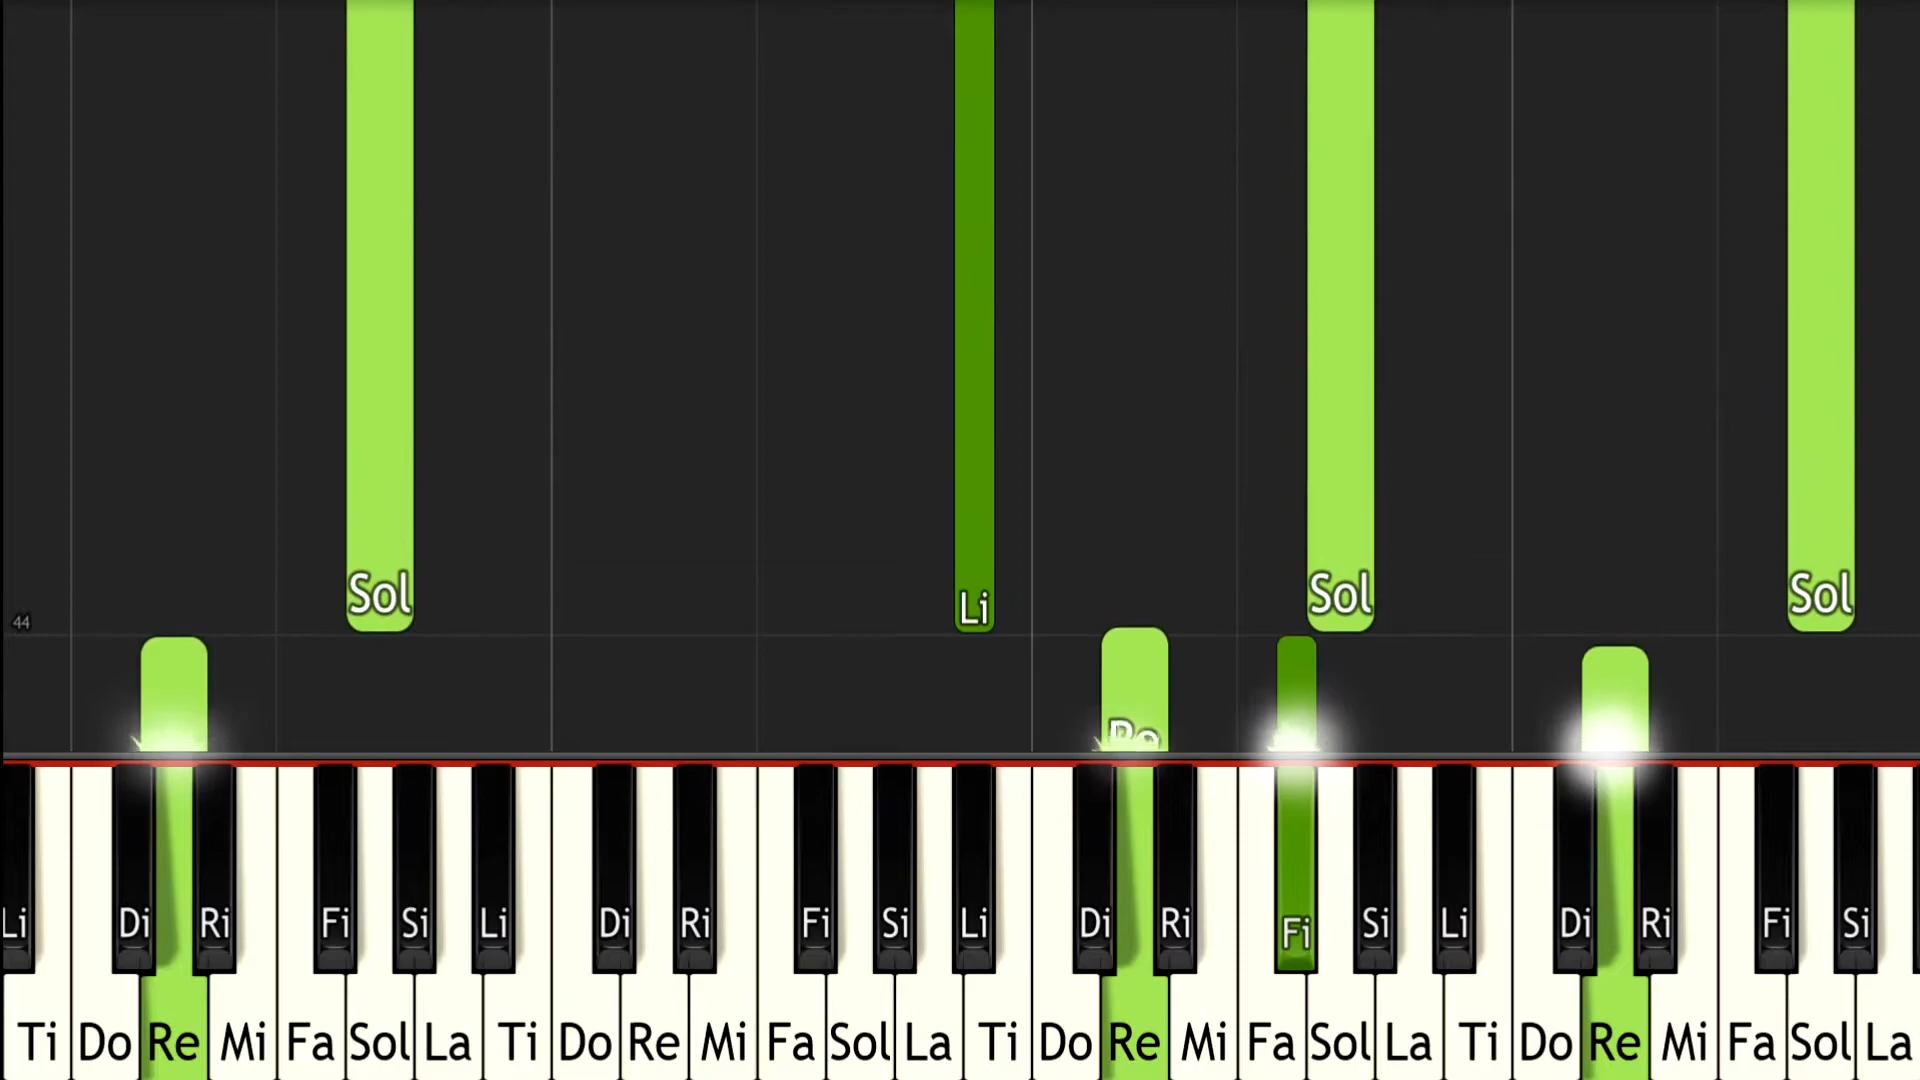 Sol Li Sol Sol
44
Re
Li Di Ri Fi Si Li Di Ri Fi Si Li Di Ri Fi Si Li Di Ri Fi Si
Ti Do Re Mi Fa Sol La Ti Do Re Mi Fa Sol La Ti Do Re Mi Fa Sol La Ti Do Re Mi Fa Sol La